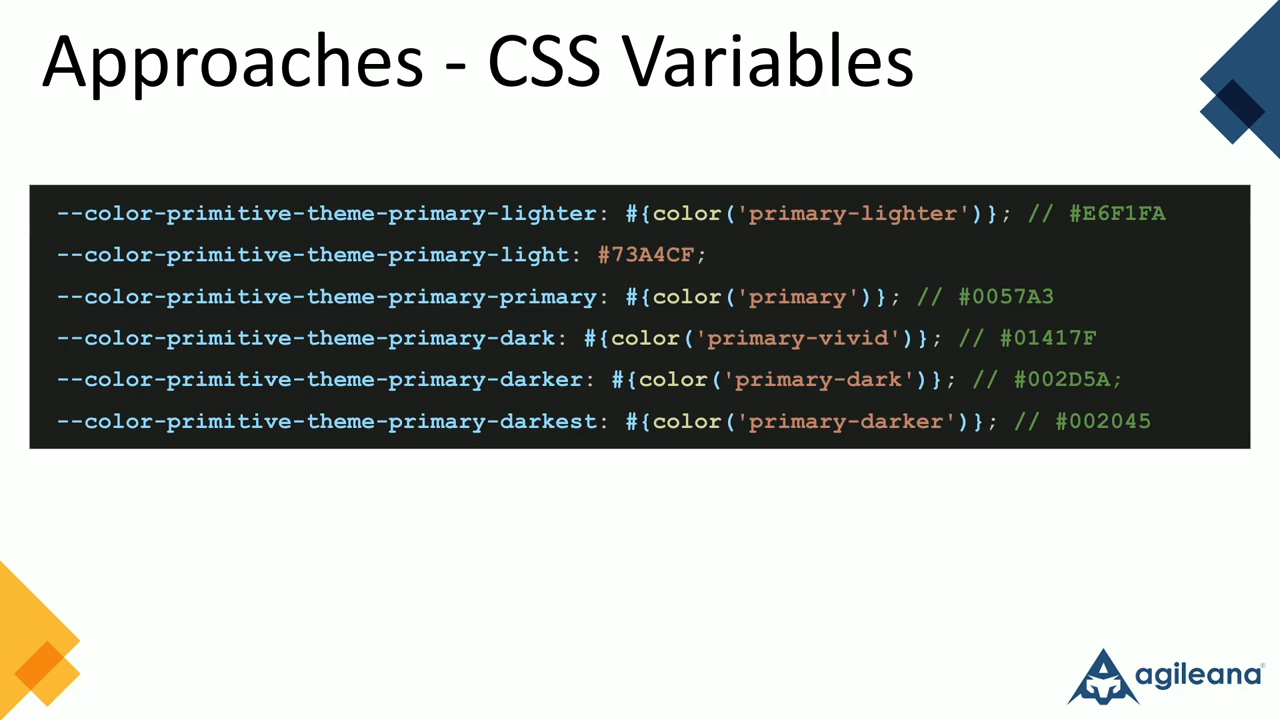 Approaches - CSS Variables
--color-primitive-theme-primary-lighter: #{color('primary-lighter')}; // #E6F1FA
--color-primitive-theme-primary-light: #73A4CF;
--color-primitive-theme-primary-primary: #{color('primary')}; // #0057A3
--color-primitive-theme-primary-dark: #{color('primary-vivid')}; // #01417F
--color-primitive-theme-primary-darker: #{color('primary-dark')}; // #002D5A;
--color-primitive-theme-primary-darkest: #{color('primary-darker')}; // #002045
agileana®